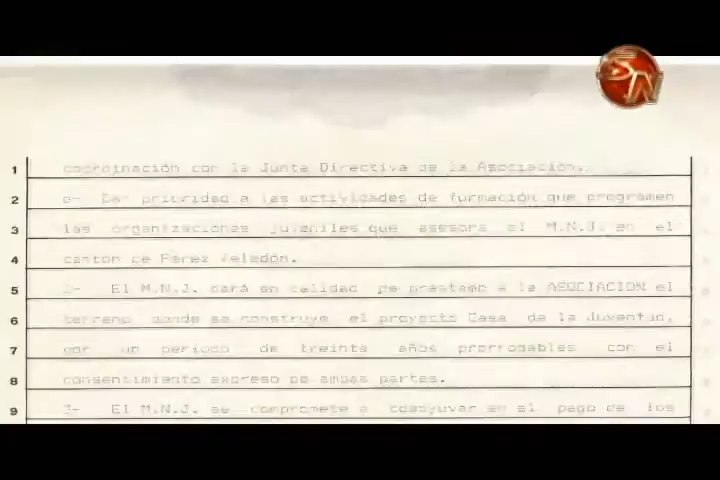 SN
1 coordinación con la Junta Directiva de la Asociación.
2 e- Dar prioridad a las actividades de formación que programen
3 las organizaciones juveniles que asesora el M.N.J. en el
4 cantón de Pérez Zeledón.
5 2- El M.N.J. dará en calidad de préstamo a la ASOCIACION el
6 terreno donde se construye el proyecto Casa de la Juventud,
7 por un período de treinta años prorrogables con el
8 consentimiento expreso de ambas partes.
9 3- El M.N.J. se compromete a coadyuvar en el pago de los